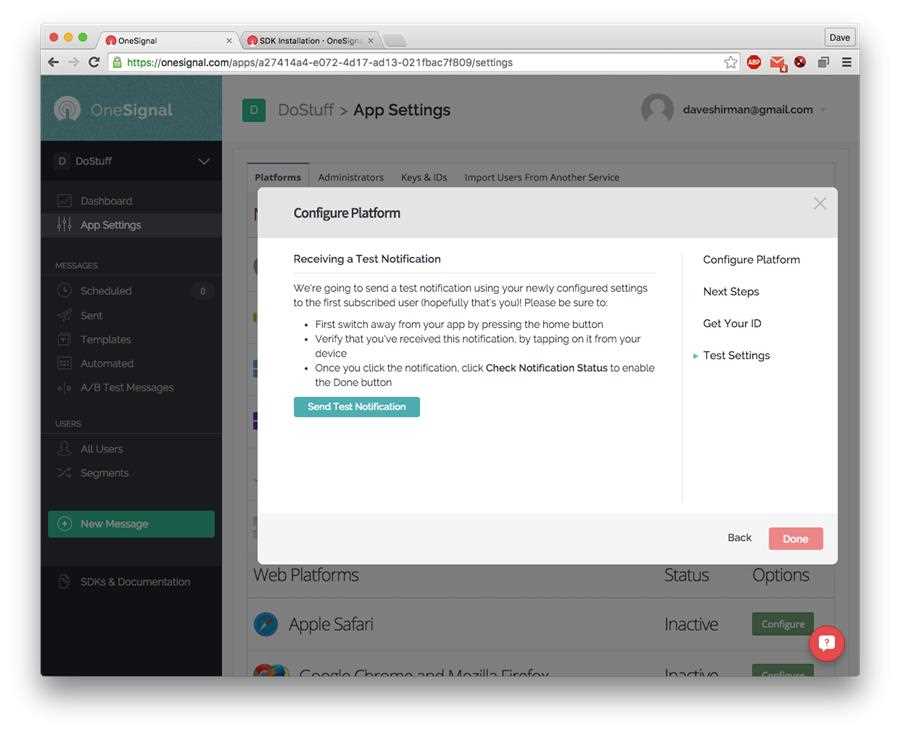 OneSignal
SDK Installation · OneSigna
Dave
https://onesignal.com/apps/a27414a4-e072-4d17-ad13-021fbac7f809/settings
ABP
OneSignal
D
DoStuff > App Settings
daveshirman@gmail.com
D
DoStuff
Dashboard
App Settings
MESSAGES
Scheduled
0
Sent
Templates
Automated
A/B Test Messages
USERS
All Users
Segments
New Message
SDKs & Documentation
Platforms
Administrators
Keys & IDs
Import Users From Another Service
Configure Platform
Receiving a Test Notification
We're going to send a test notification using your newly configured settings
to the first subscribed user (hopefully that's you)! Please be sure to:
• First switch away from your app by pressing the home button
• Verify that you've received this notification, by tapping on it from your
device
• Once you click the notification, click Check Notification Status to enable
the Done button
Send Test Notification
Configure Platform
Next Steps
Get Your ID
Test Settings
Back
Done
Web Platforms
Status
Options
Apple Safari
Inactive
Configure
?
Google Chrome and Mozilla Firefox
Inactive
Configure